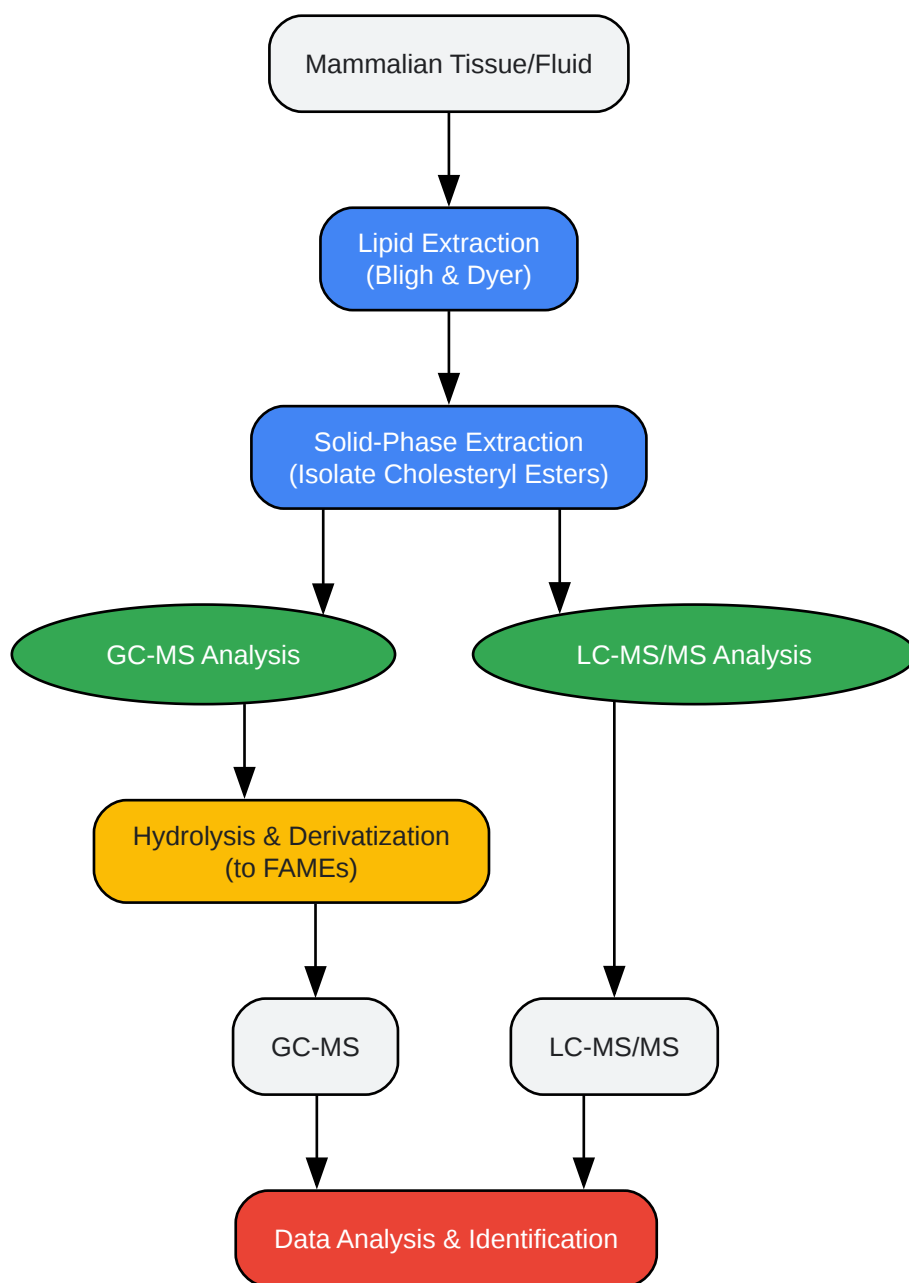 Mammalian Tissue/Fluid
Lipid Extraction
(Bligh & Dyer)
Solid-Phase Extraction
(Isolate Cholesteryl Esters)
GC-MS Analysis
LC-MS/MS Analysis
Hydrolysis & Derivatization
(to FAMEs)
GC-MS
LC-MS/MS
Data Analysis & Identification